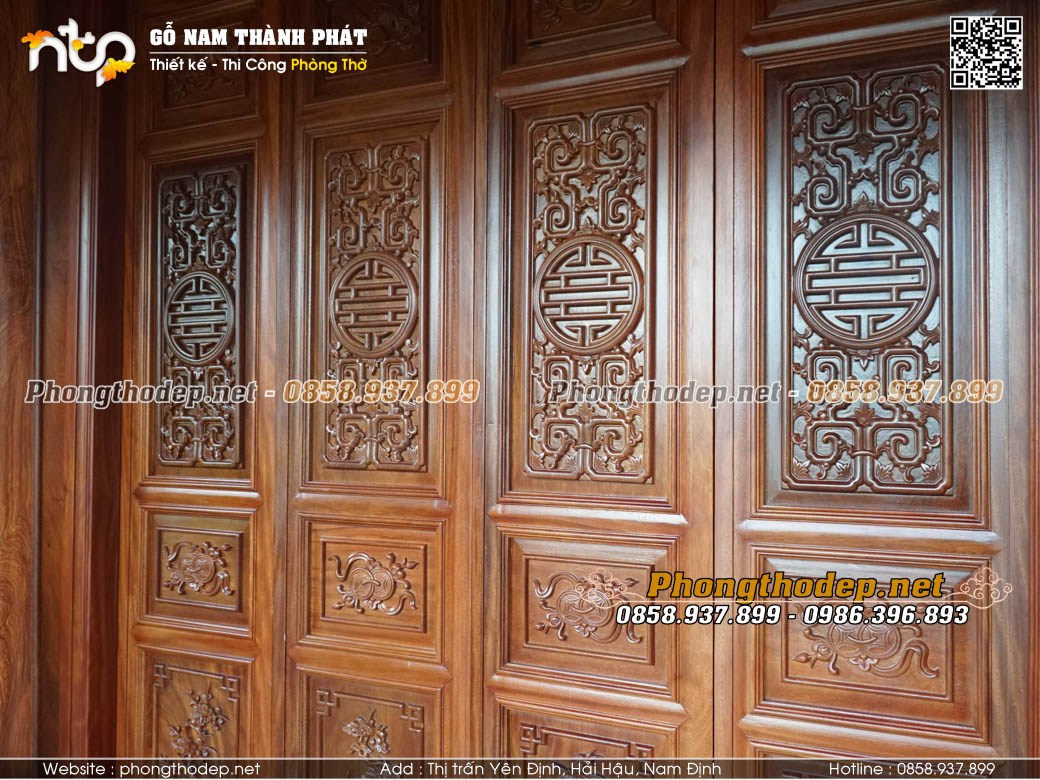 ntp
GỖ NAM THÀNH PHÁT
Thiết kế - Thi Công Phòng Thờ
Phongthodep.net - 0858.937.899
Phongthodep.net - 0858.937.899
Phongthodep.net
0858.937.899 - 0986.396.893
Website : phongthodep.net
Add : Thị trấn Yên Định, Hải Hậu, Nam Định
Hotline : 0858.937.899